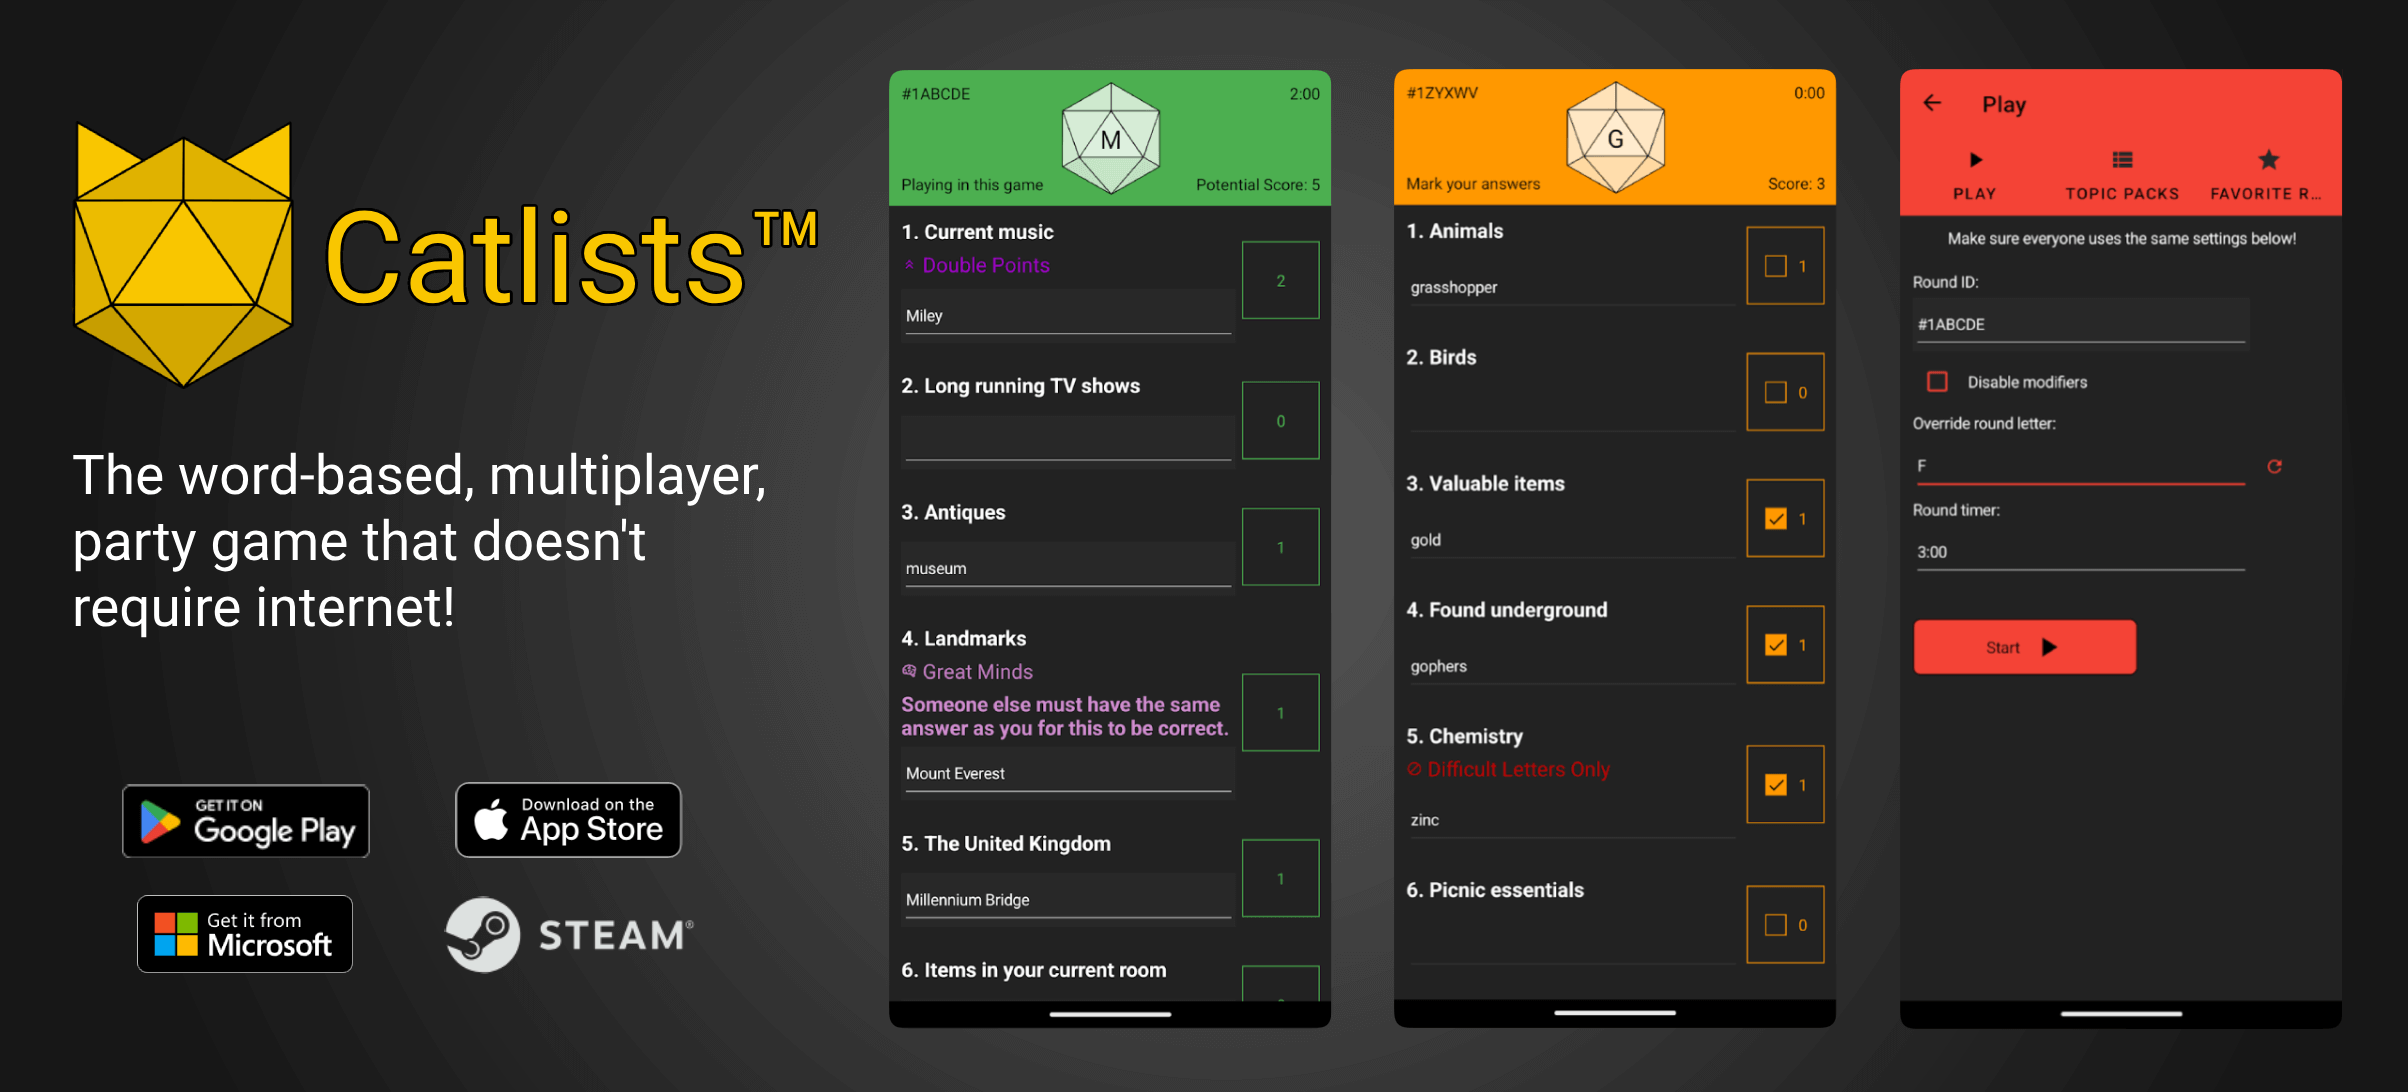 Catlists™
The word-based, multiplayer,
party game that doesn't
require internet!
GET IT ON
Google Play
Download on the
App Store
Get it from
Microsoft
STEAM®
#1ABCDE
2:00
M
Playing in this game
Potential Score: 5
1. Current music
Double Points
Miley
2
2. Long running TV shows
0
3. Antiques
museum
1
4. Landmarks
Great Minds
Someone else must have the same
answer as you for this to be correct.
Mount Everest
1
5. The United Kingdom
Millennium Bridge
1
6. Items in your current room
#1ZYXWV
0:00
G
Mark your answers
Score: 3
1. Animals
grasshopper
1
2. Birds
0
3. Valuable items
gold
1
4. Found underground
gophers
1
5. Chemistry
Difficult Letters Only
zinc
1
6. Picnic essentials
0
Play
PLAY
TOPIC PACKS
FAVORITE R...
Make sure everyone uses the same settings below!
Round ID:
#1ABCDE
Disable modifiers
Override round letter:
F
Round timer:
3:00
Start